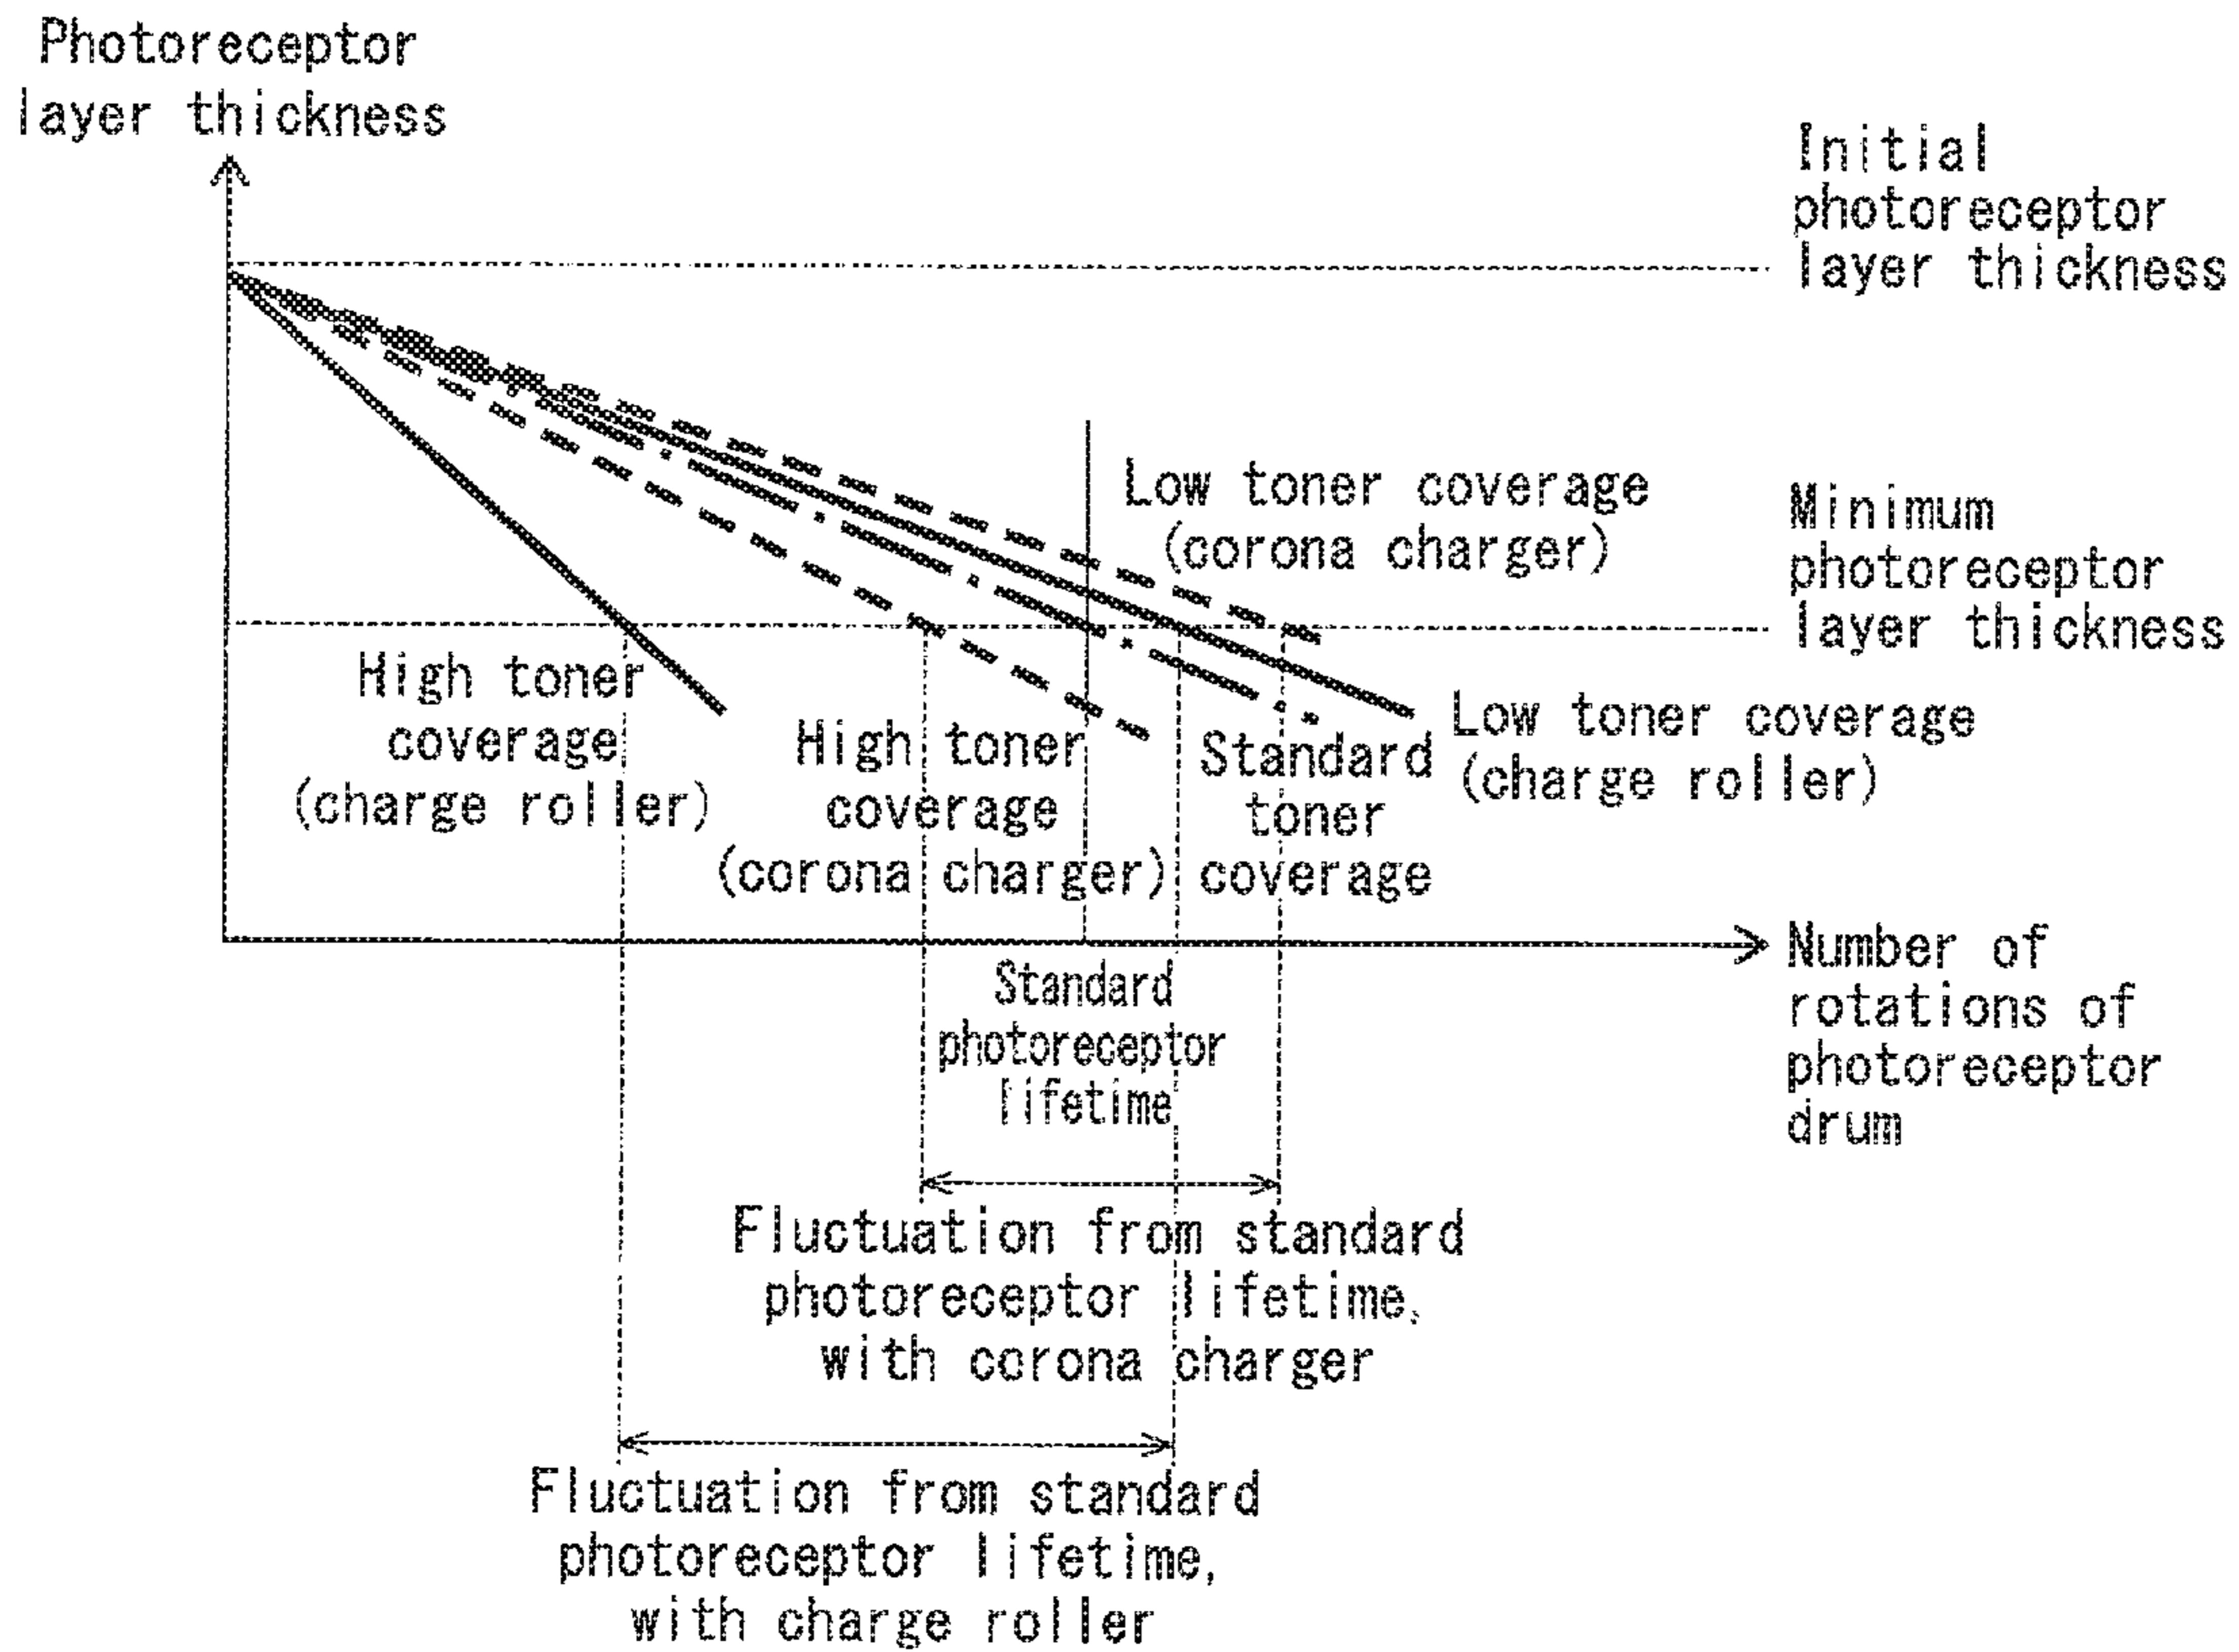 Photoreceptor
layer thickness
Initial
photoreceptor
layer thickness
Low toner coverage
(corona charger)
Minimum
photoreceptor
layer thickness
High toner
coverage
(charge roller)
High toner
coverage
(corona charger)
Standard
toner
coverage
Low toner coverage
(charge roller)
Number of
rotations of
photoreceptor
drum
Standard
photoreceptor
lifetime
Fluctuation from standard
photoreceptor lifetime,
with corona charger
Fluctuation from standard
photoreceptor lifetime,
with charge roller